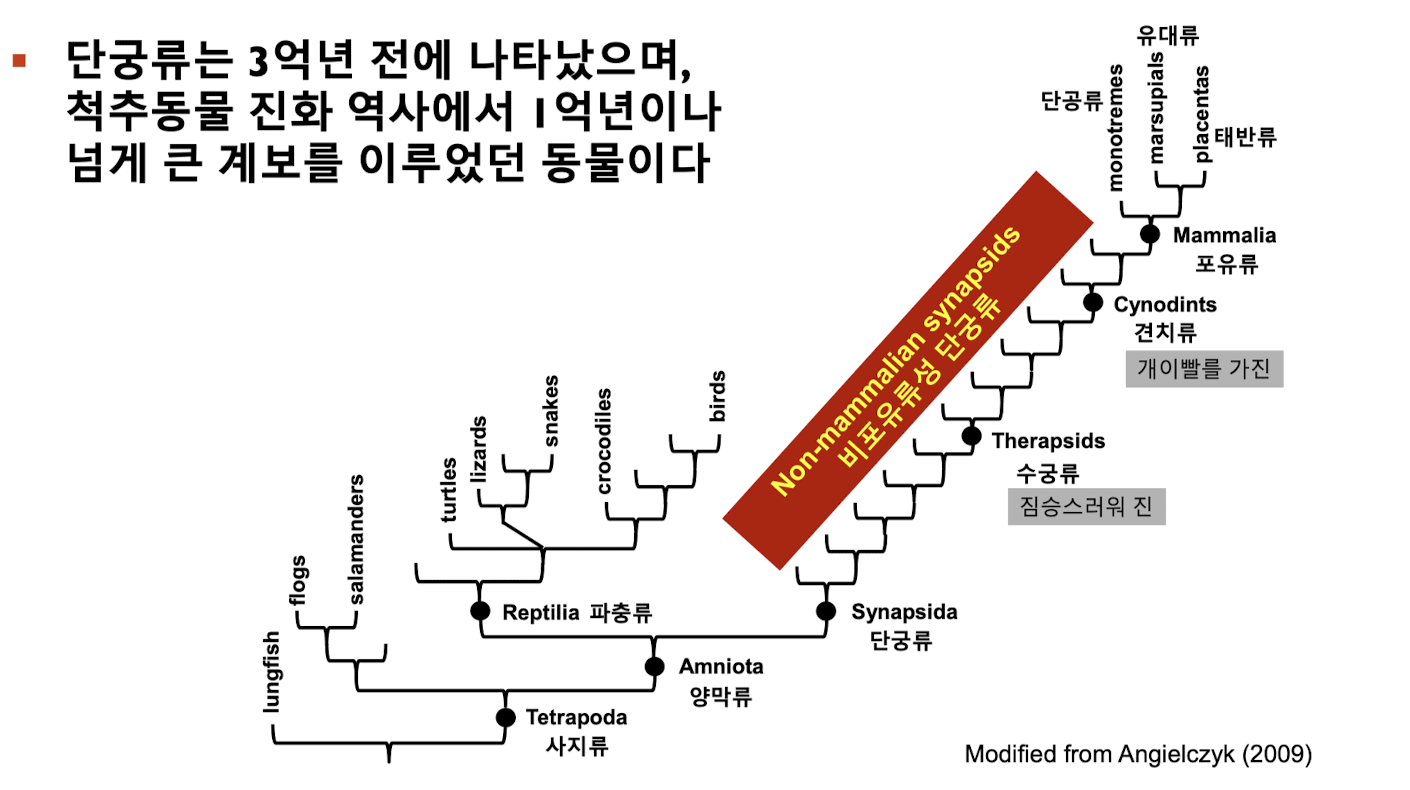 단궁류는 3억년 전에 나타났으며,
척추동물 진화 역사에서 1억년이나
넘게 큰 계보를 이루었던 동물이다
유대류
단공류
monotremes
marsupials
placentas
태반류
Mammalia
포유류
Cynodints
견치류
개이빨를 가진
Non-mammalian synapsids
비포유류성 단궁류
Therapsids
수궁류
짐승스러워 진
turtles
lizards
snakes
crocodiles
birds
flogs
salamanders
lungfish
Reptilia 파충류
Synapsida
단궁류
Amniota
양막류
Tetrapoda
사지류
Modified from Angielczyk (2009)